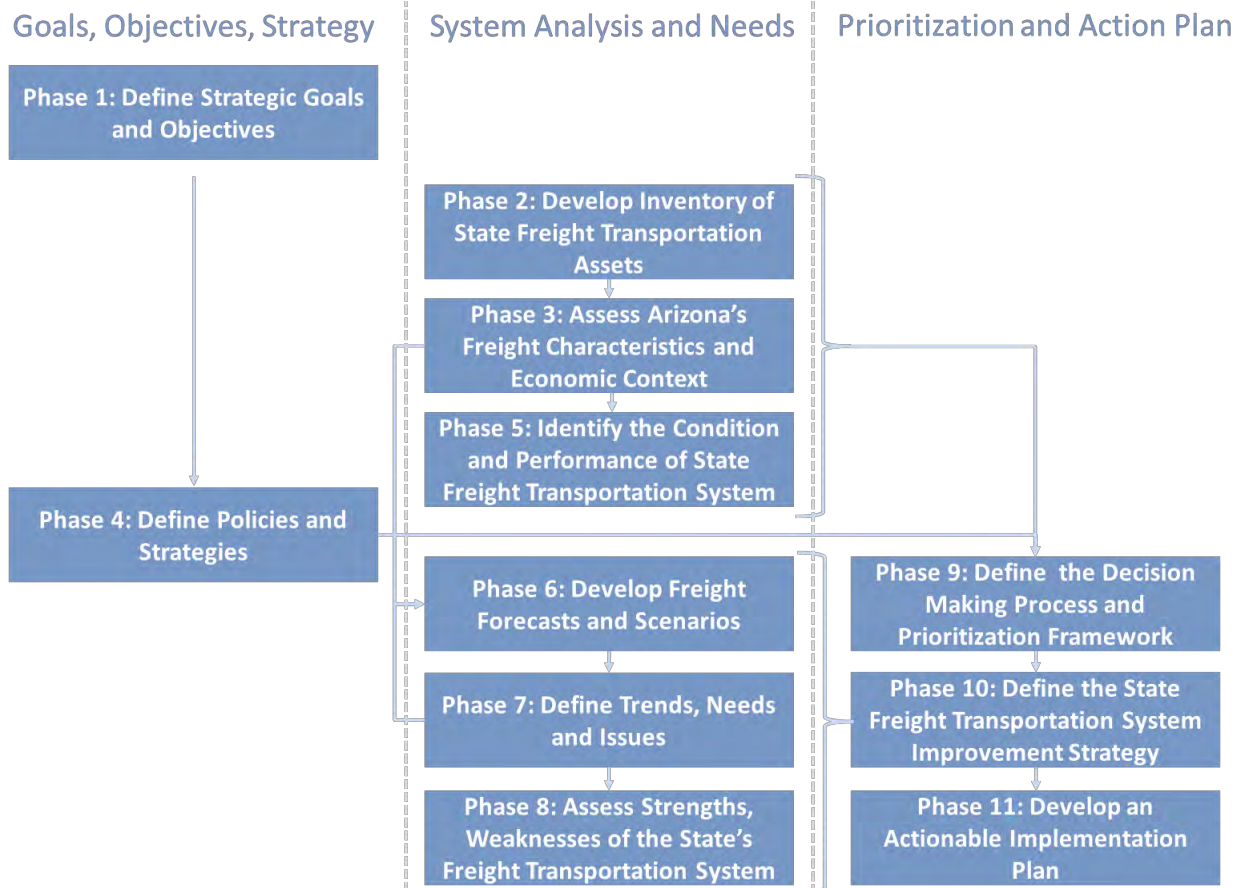 Goals, Objectives, Strategy
System Analysis and Needs
Prioritization and Action Plan
Phase 1: Define Strategic Goals
and Objectives
Phase 2: Develop Inventory of
State Freight Transportation
Assets
Phase 3: Assess Arizona’s
Freight Characteristics and
Economic Context
Phase 5: Identify the Condition
and Performance of State
Freight Transportation System
Phase 4: Define Policies and
Strategies
Phase 6: Develop Freight
Forecasts and Scenarios
Phase 7: Define Trends, Needs
and Issues
Phase 8: Assess Strengths,
Weaknesses of the State’s
Freight Transportation System
Phase 9: Define the Decision
Making Process and
Prioritization Framework
Phase 10: Define the State
Freight Transportation System
Improvement Strategy
Phase 11: Develop an
Actionable Implementation
Plan